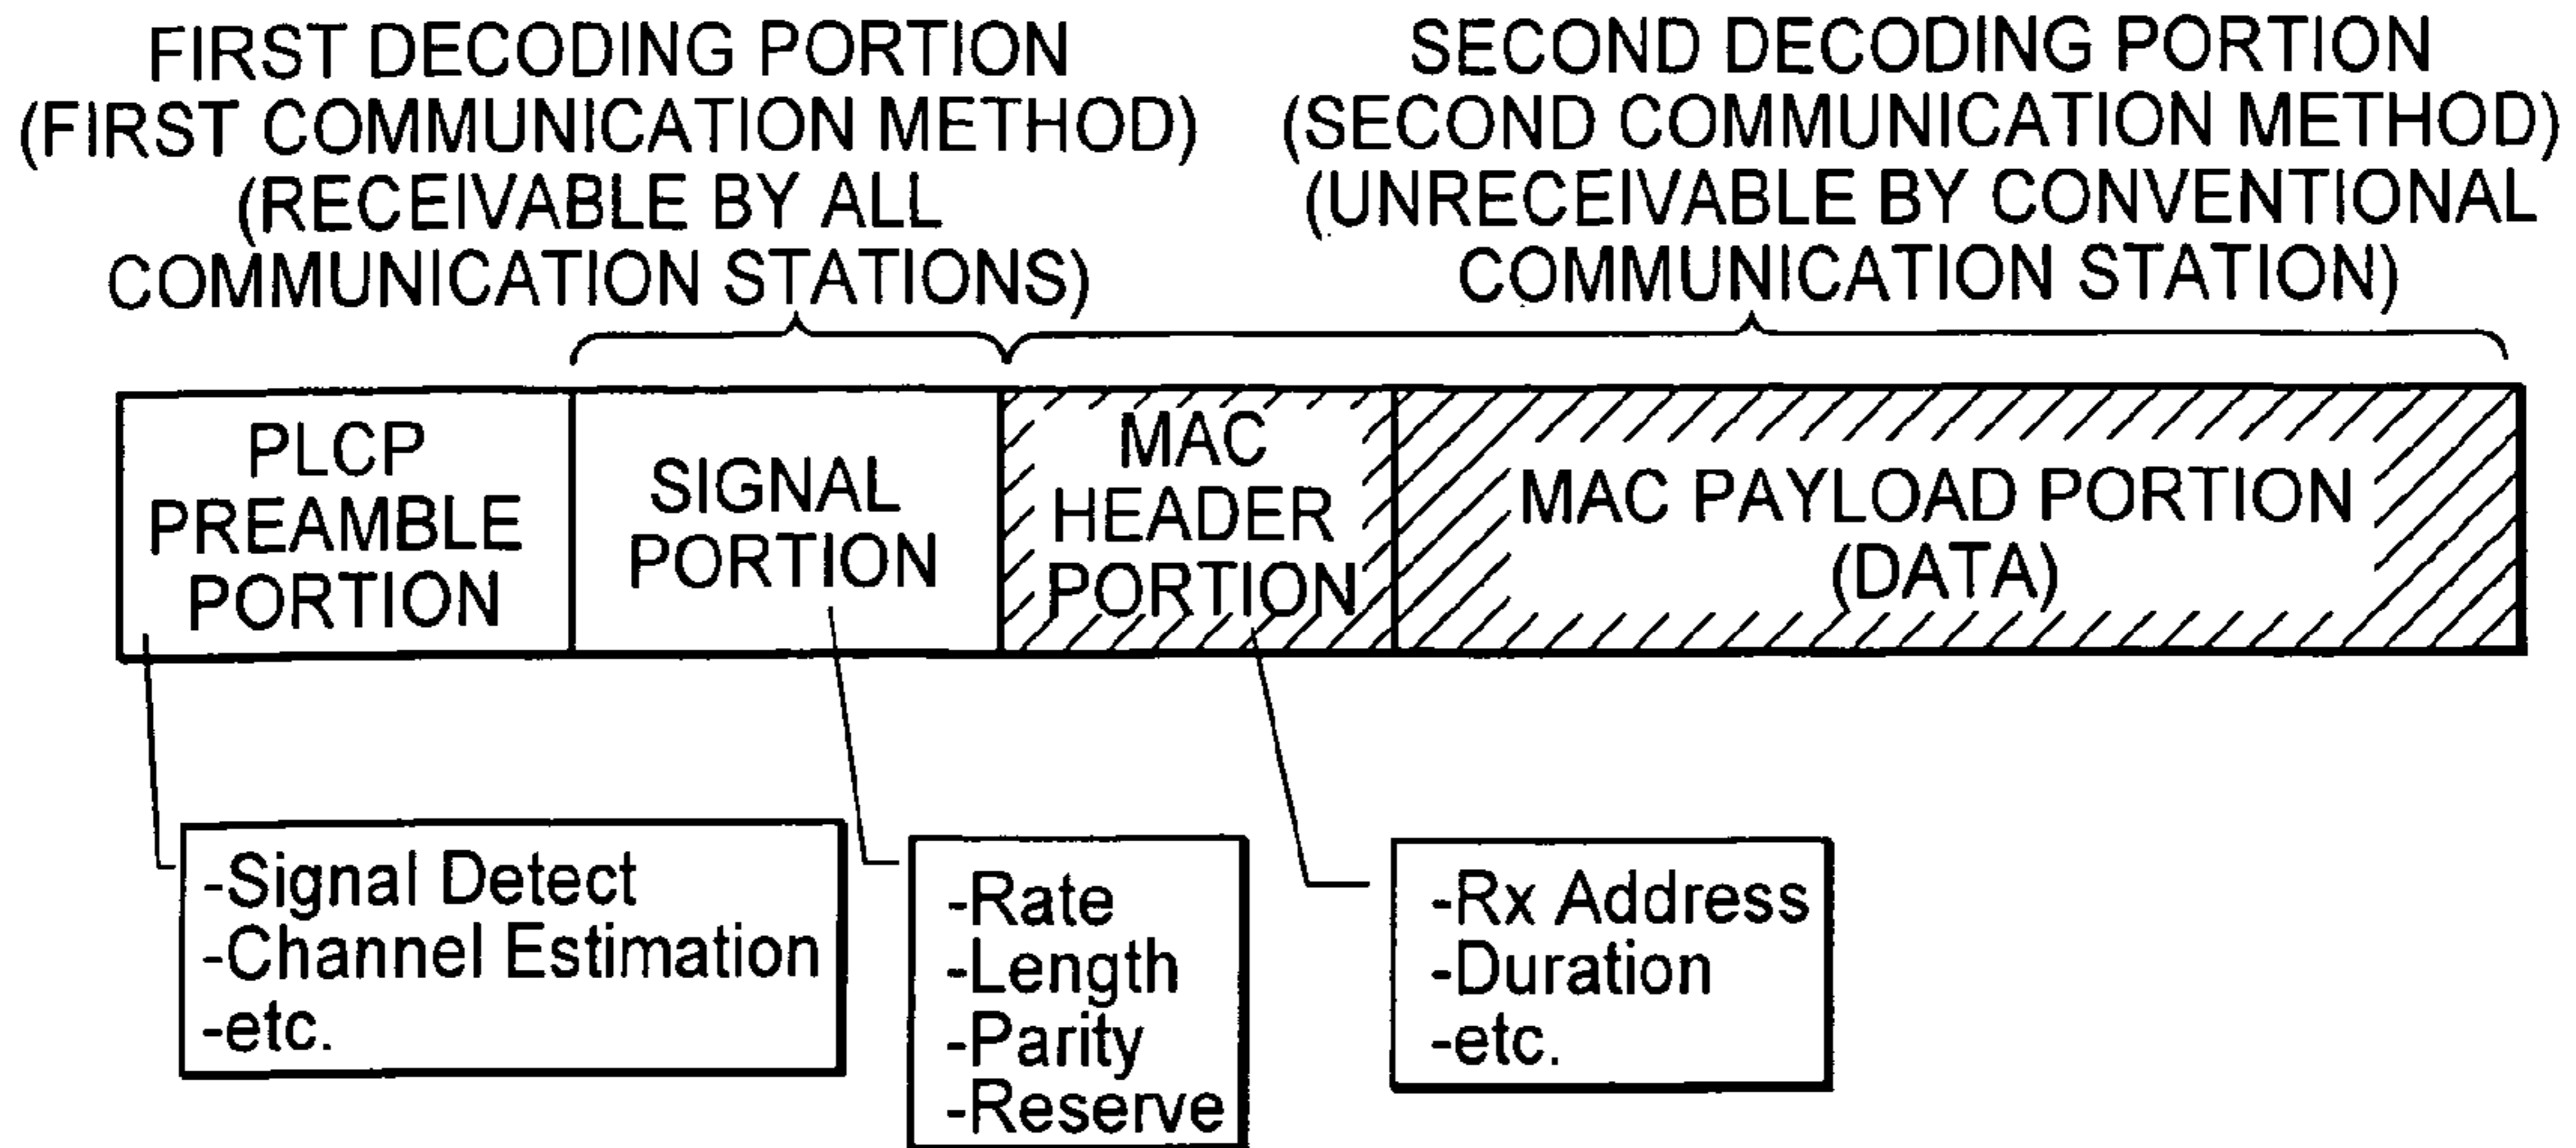 FIRST DECODING PORTION
(FIRST COMMUNICATION METHOD)
(RECEIVABLE BY ALL
COMMUNICATION STATIONS)
SECOND DECODING PORTION
(SECOND COMMUNICATION METHOD)
(UNRECEIVABLE BY CONVENTIONAL
COMMUNICATION STATION)
PLCP
PREAMBLE
PORTION
SIGNAL
PORTION
MAC
HEADER
PORTION
MAC PAYLOAD PORTION
(DATA)
-Signal Detect
-Channel Estimation
-etc.
-Rate
-Length
-Parity
-Reserve
-Rx Address
-Duration
-etc.